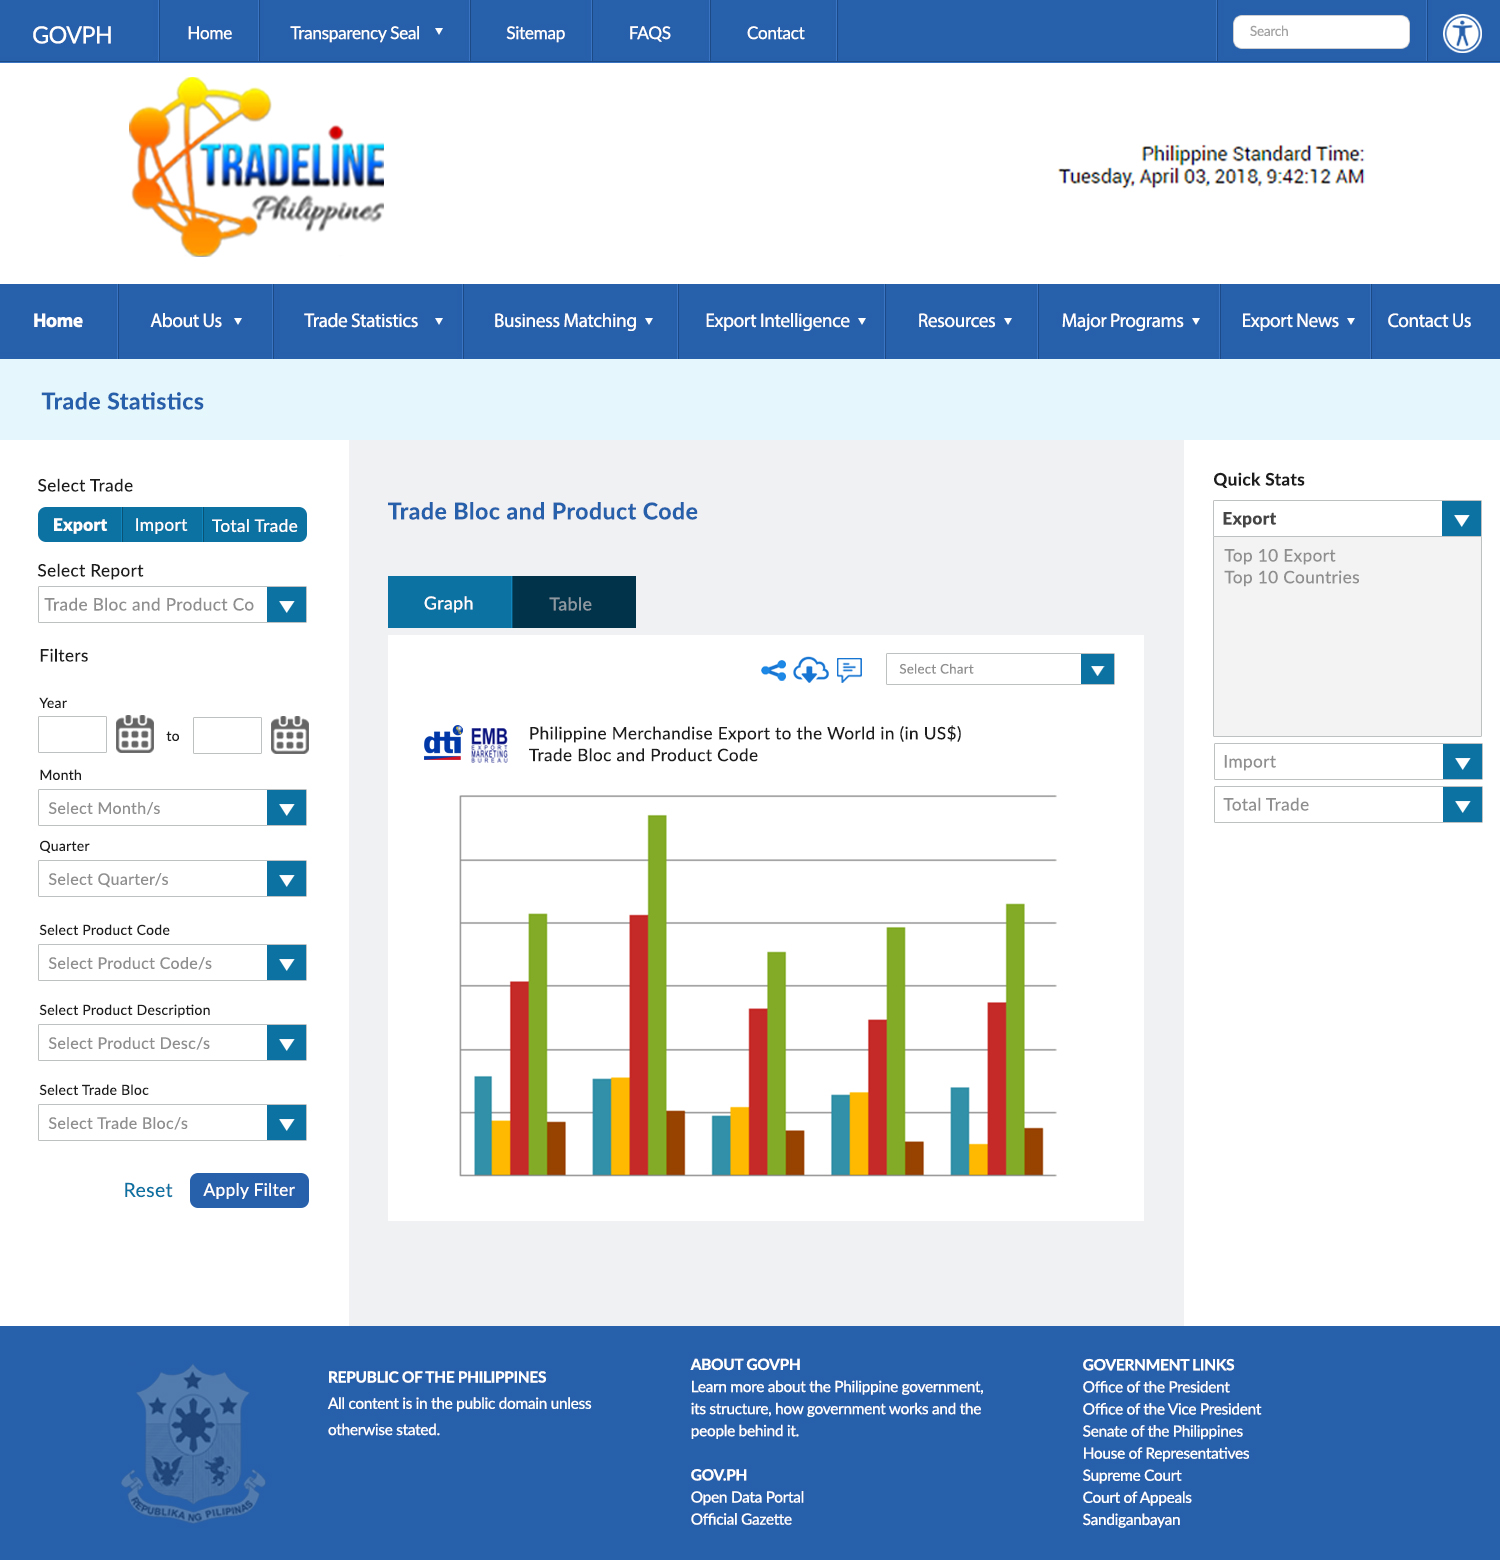 GOVPH
Home
Transparency Seal
Sitemap
FAQS
Contact
Search
TRADELINE
Philippines
Philippine Standard Time:
Tuesday, April 03, 2018, 9:42:12 AM
Home
About Us
Trade Statistics
Business Matching
Export Intelligence
Resources
Major Programs
Export News
Contact Us
Trade Statistics
Select Trade
Export
Import
Total Trade
Select Report
Trade Bloc and Product Co
Filters
Year
to
Month
Select Month/s
Quarter
Select Quarter/s
Select Product Code
Select Product Code/s
Select Product Description
Select Product Desc/s
Select Trade Bloc
Select Trade Bloc/s
Reset
Apply Filter
Trade Bloc and Product Code
Graph
Table
Select Chart
dti
EMB
EXPORT
MARKETING
BUREAU
Philippine Merchandise Export to the World in (in US$)
Trade Bloc and Product Code
Quick Stats
Export
Top 10 Export
Top 10 Countries
Import
Total Trade
REPUBLIKA NG PILIPINAS
REPUBLIC OF THE PHILIPPINES
All content is in the public domain unless
otherwise stated.
ABOUT GOVPH
Learn more about the Philippine government,
its structure, how government works and the
people behind it.
GOV.PH
Open Data Portal
Official Gazette
GOVERNMENT LINKS
Office of the President
Office of the Vice President
Senate of the Philippines
House of Representatives
Supreme Court
Court of Appeals
Sandiganbayan